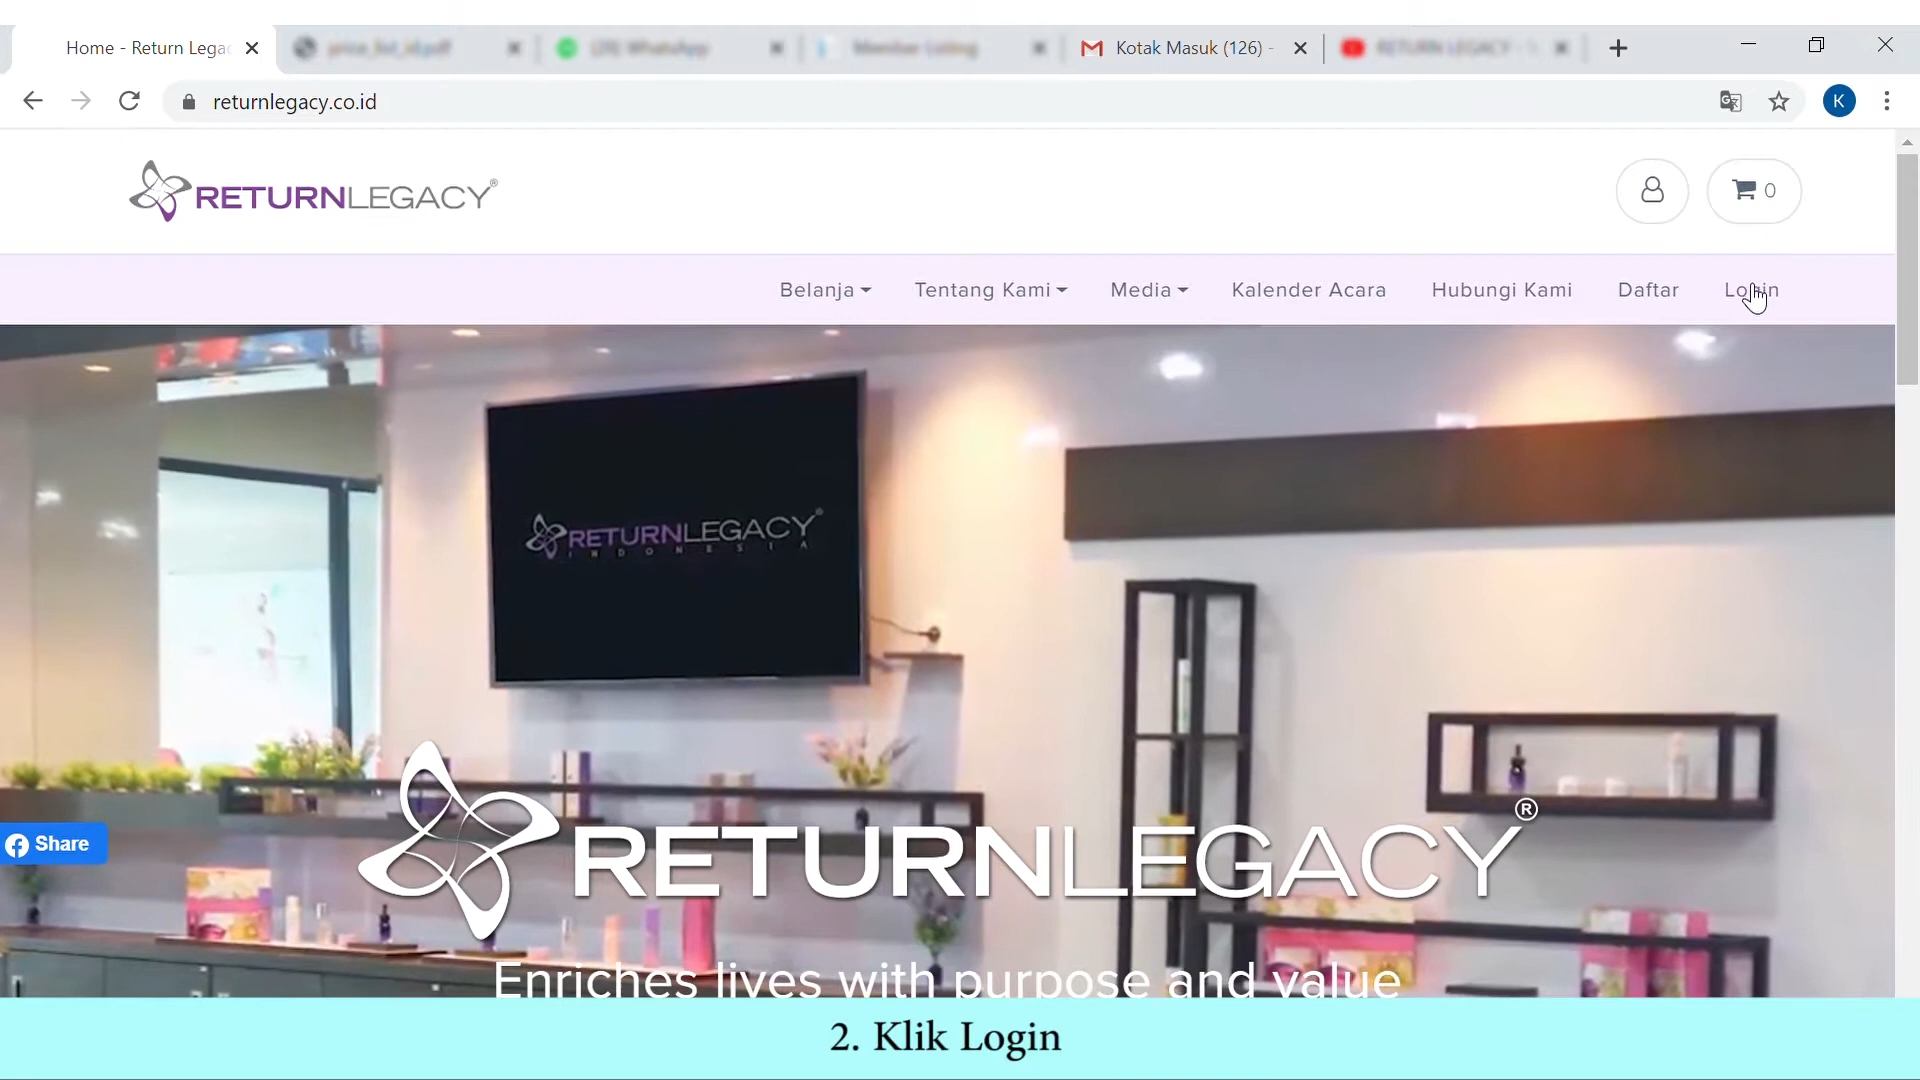 Home - Return Lega
Kotak Masuk (126) -
returnlegacy.co.id
K
RETURNLEGACY®
0
Belanja
Tentang Kami
Media
Kalender Acara
Hubungi Kami
Daftar
Login
RETURNLEGACY®
INDONESIA
RETURNLEGACY®
Share
Enriches lives with purpose and value
2. Klik Login